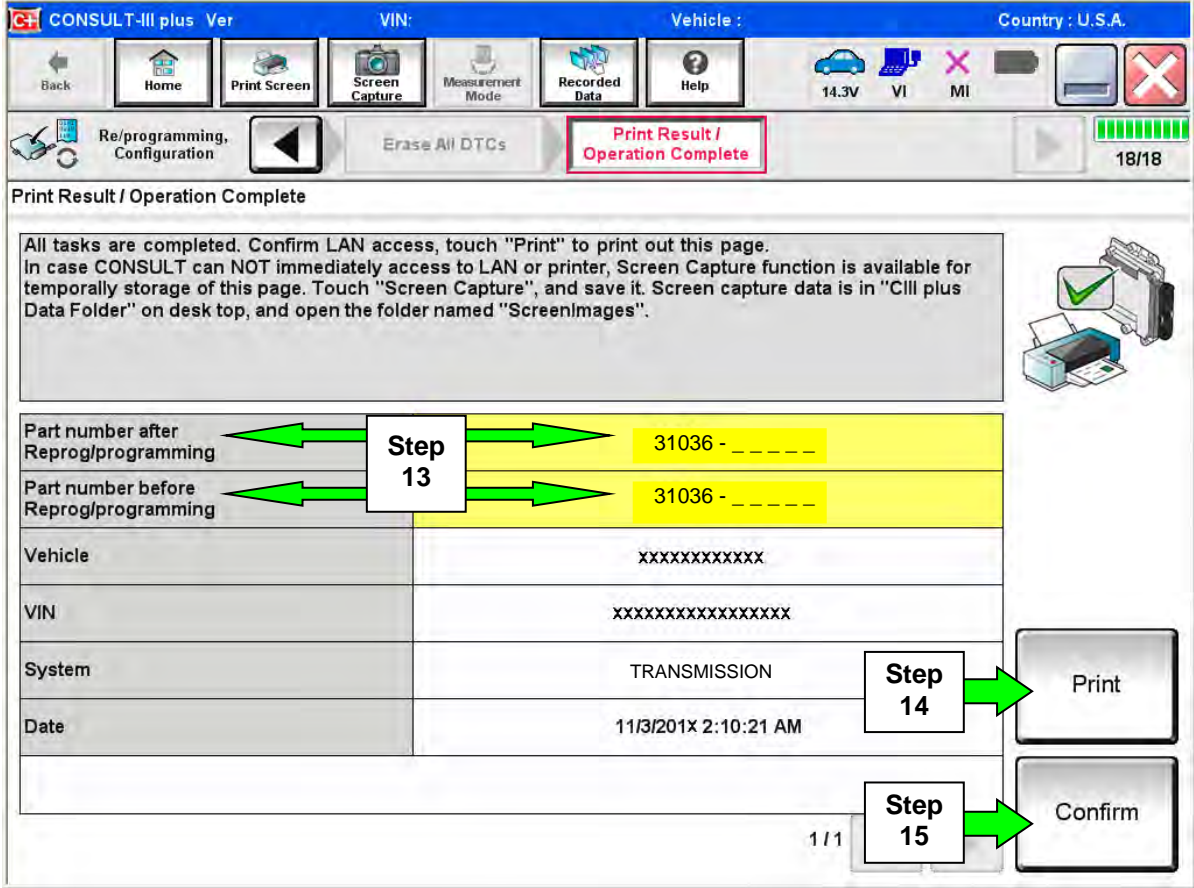 C+ CONSULT-III plus Ver VIN: Vehicle : Country : U.S.A.
Back Home Print Screen Screen Capture Measurement Mode Recorded Data ? Help 14.3V VI MI
Re/programming, Configuration Erase All DTCs Print Result / Operation Complete 18/18
Print Result / Operation Complete
All tasks are completed. Confirm LAN access, touch "Print" to print out this page.
In case CONSULT can NOT immediately access to LAN or printer, Screen Capture function is available for
temporally storage of this page. Touch "Screen Capture", and save it. Screen capture data is in "CIII plus
Data Folder" on desk top, and open the folder named "ScreenImages".
Part number after
Reprog/programming
31036 - _ _ _ _ _
Step
13
Part number before
Reprog/programming
31036 - _ _ _ _ _
Vehicle xxxxxxxxxxxx
VIN xxxxxxxxxxxxxxxxx
System TRANSMISSION
Step
14
Print
Date 11/3/201X 2:10:21 AM
Step
15
Confirm
1 / 1